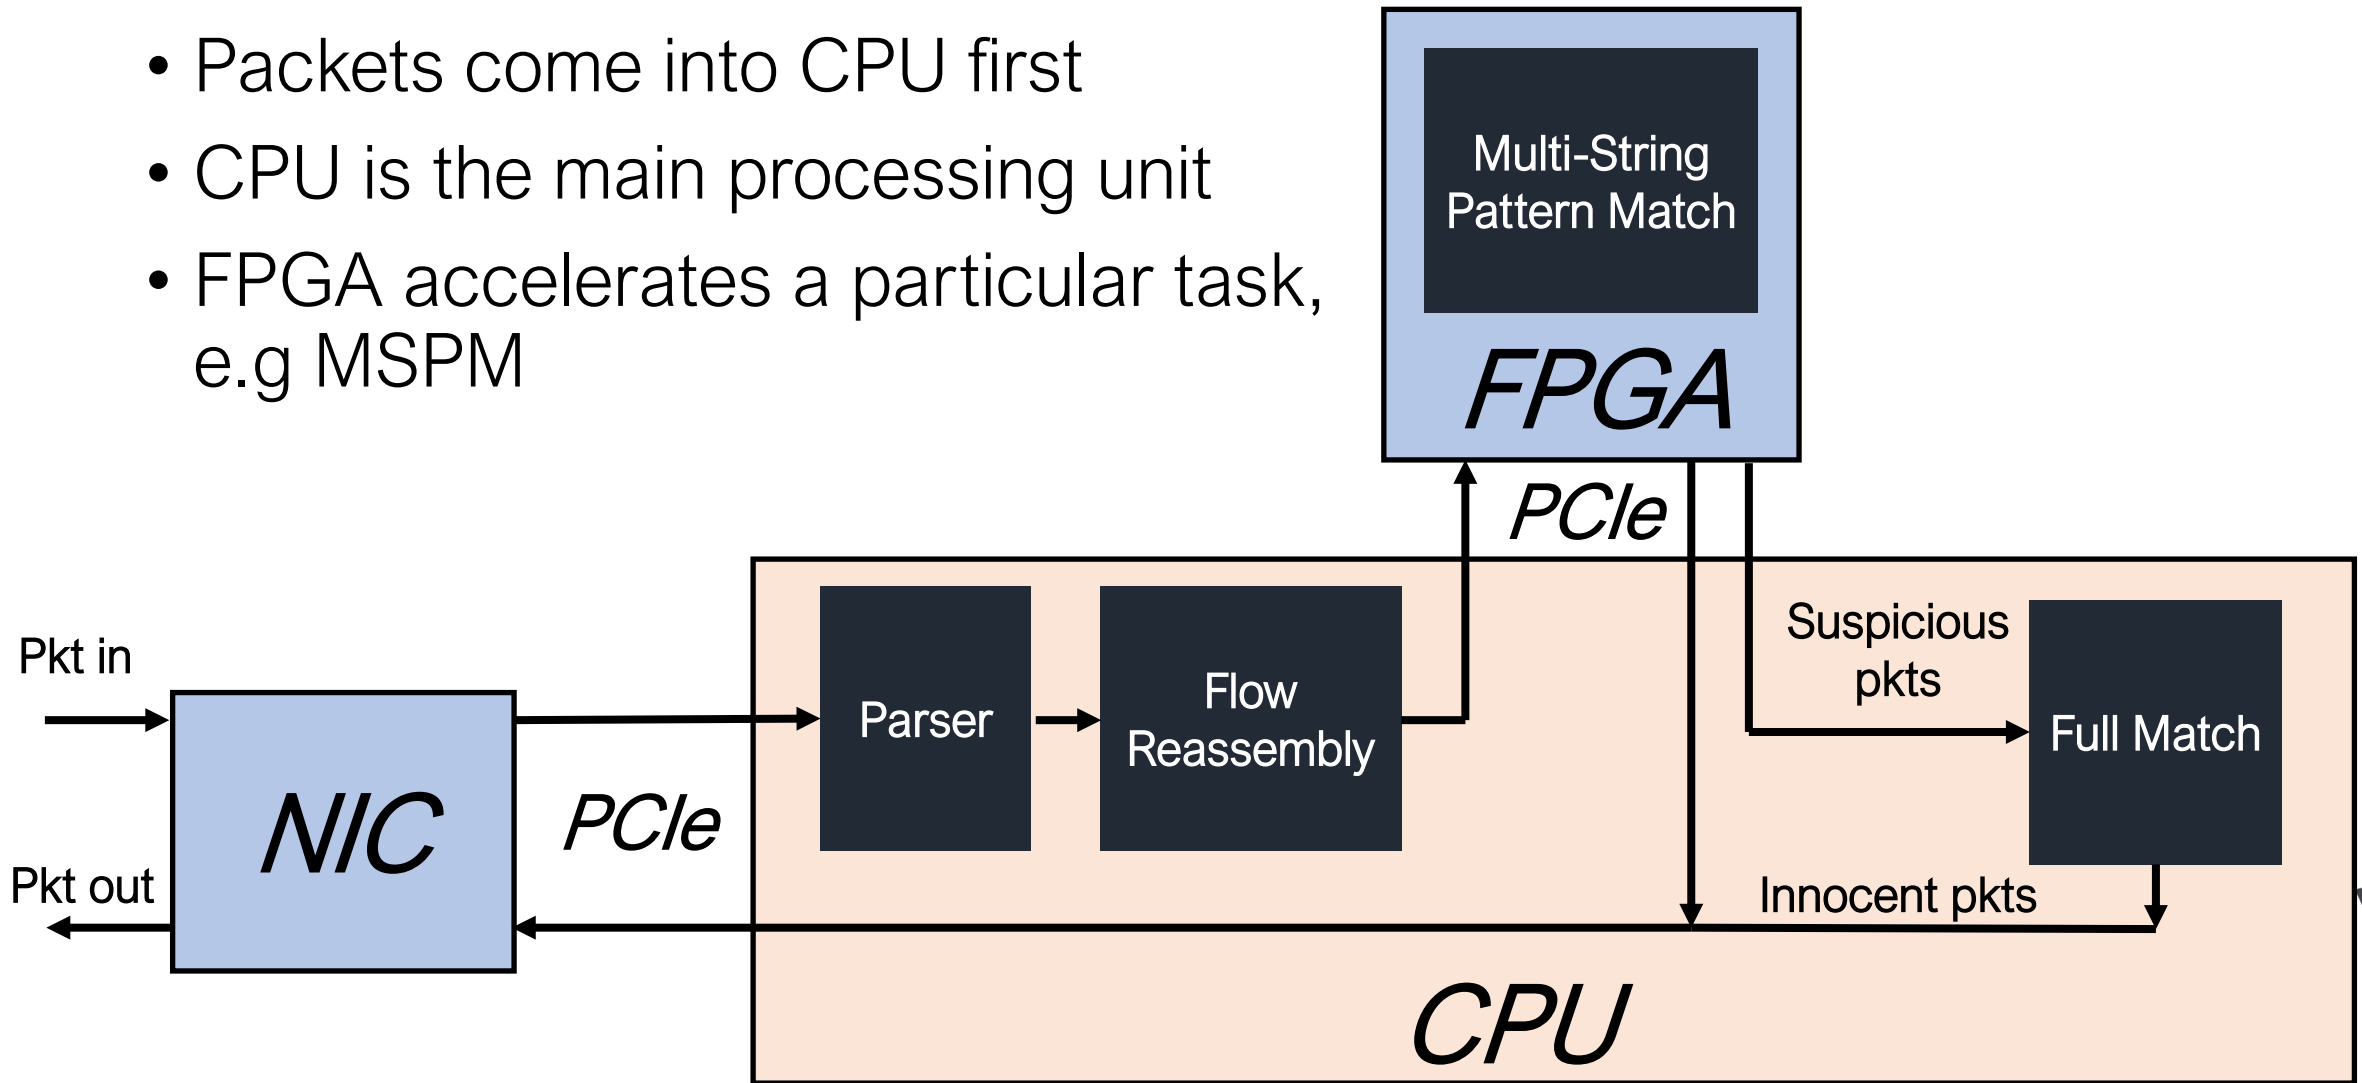 • Packets come into CPU first
• CPU is the main processing unit
• FPGA accelerates a particular task,
e.g MSPM
Multi-String
Pattern Match
FPGA
PCIe
Pkt in
NIC
Pkt out
PCIe
Parser
Flow
Reassembly
Suspicious
pkts
Full Match
Innocent pkts
CPU